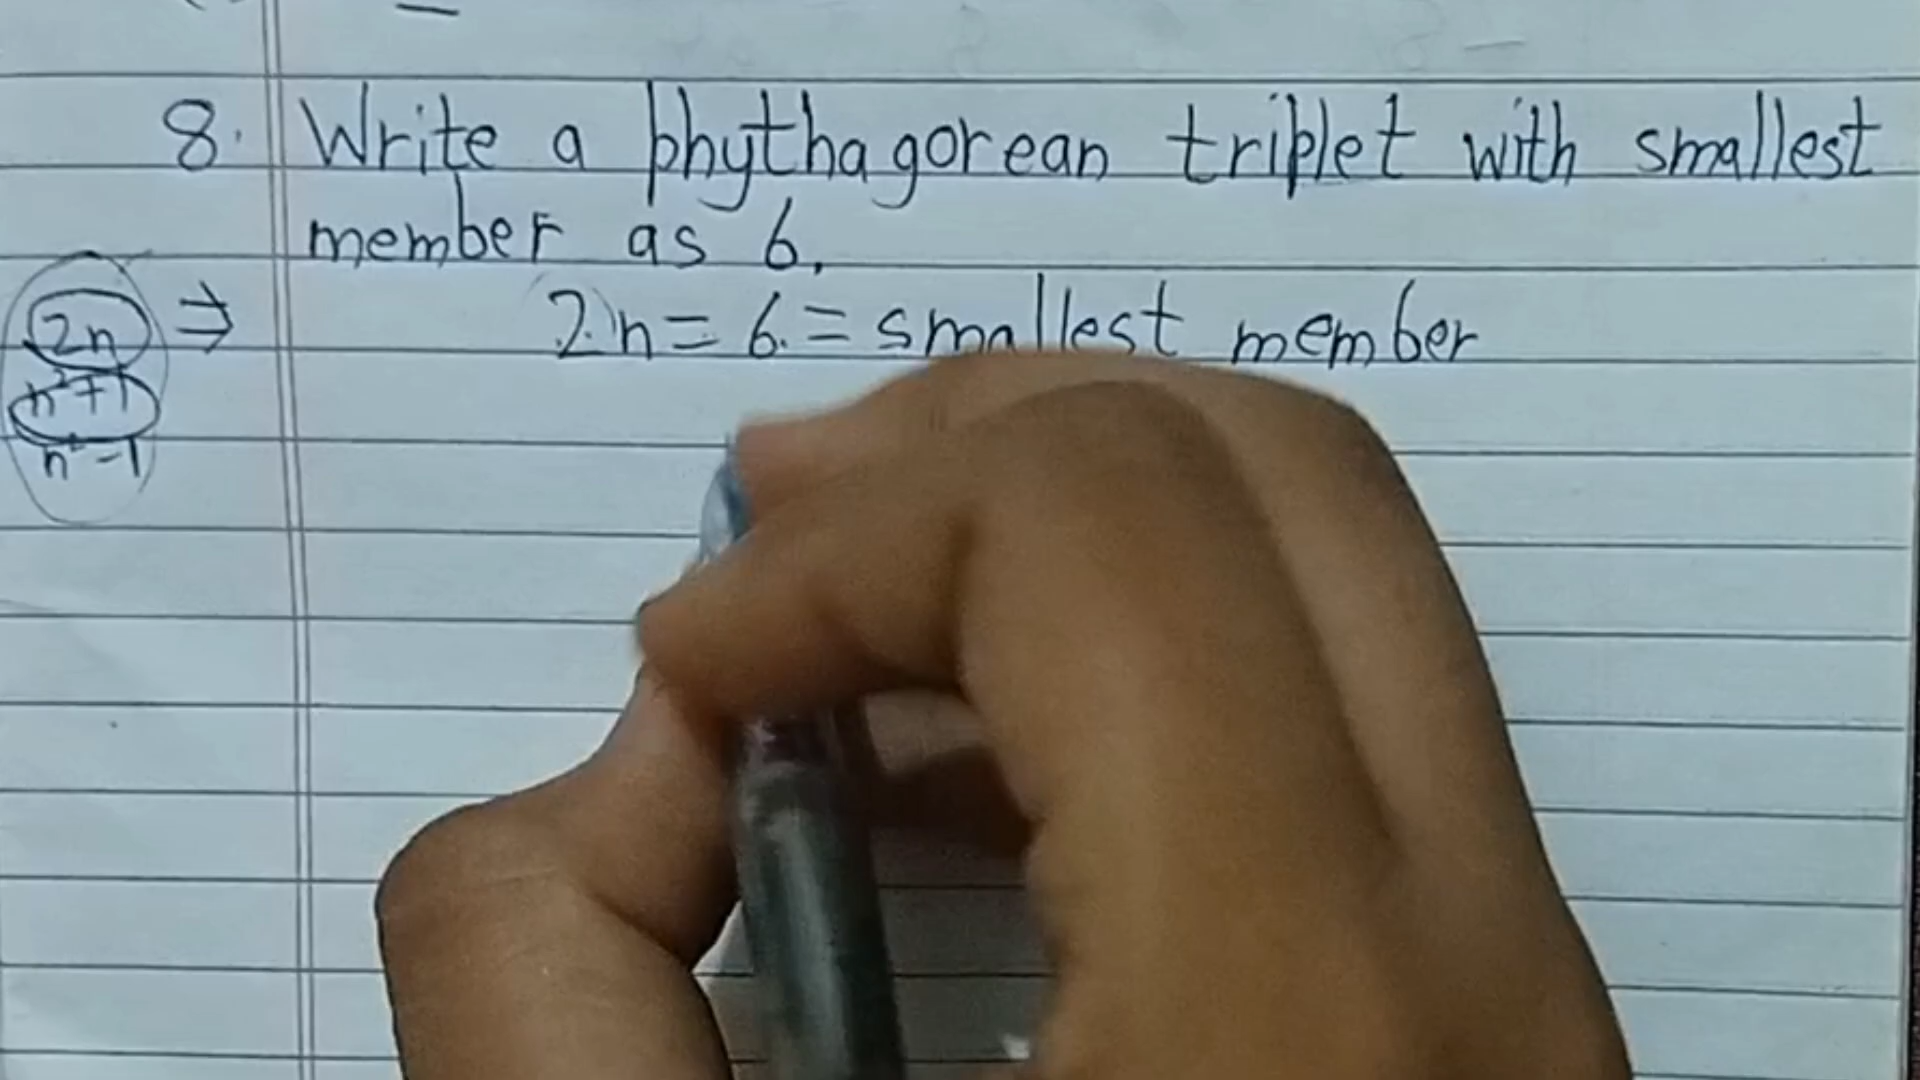 8. Write a phythagorean triplet with smallest
member as 6.
2n ⇒ 2n = 6 = smallest member
n²+1
n²-1